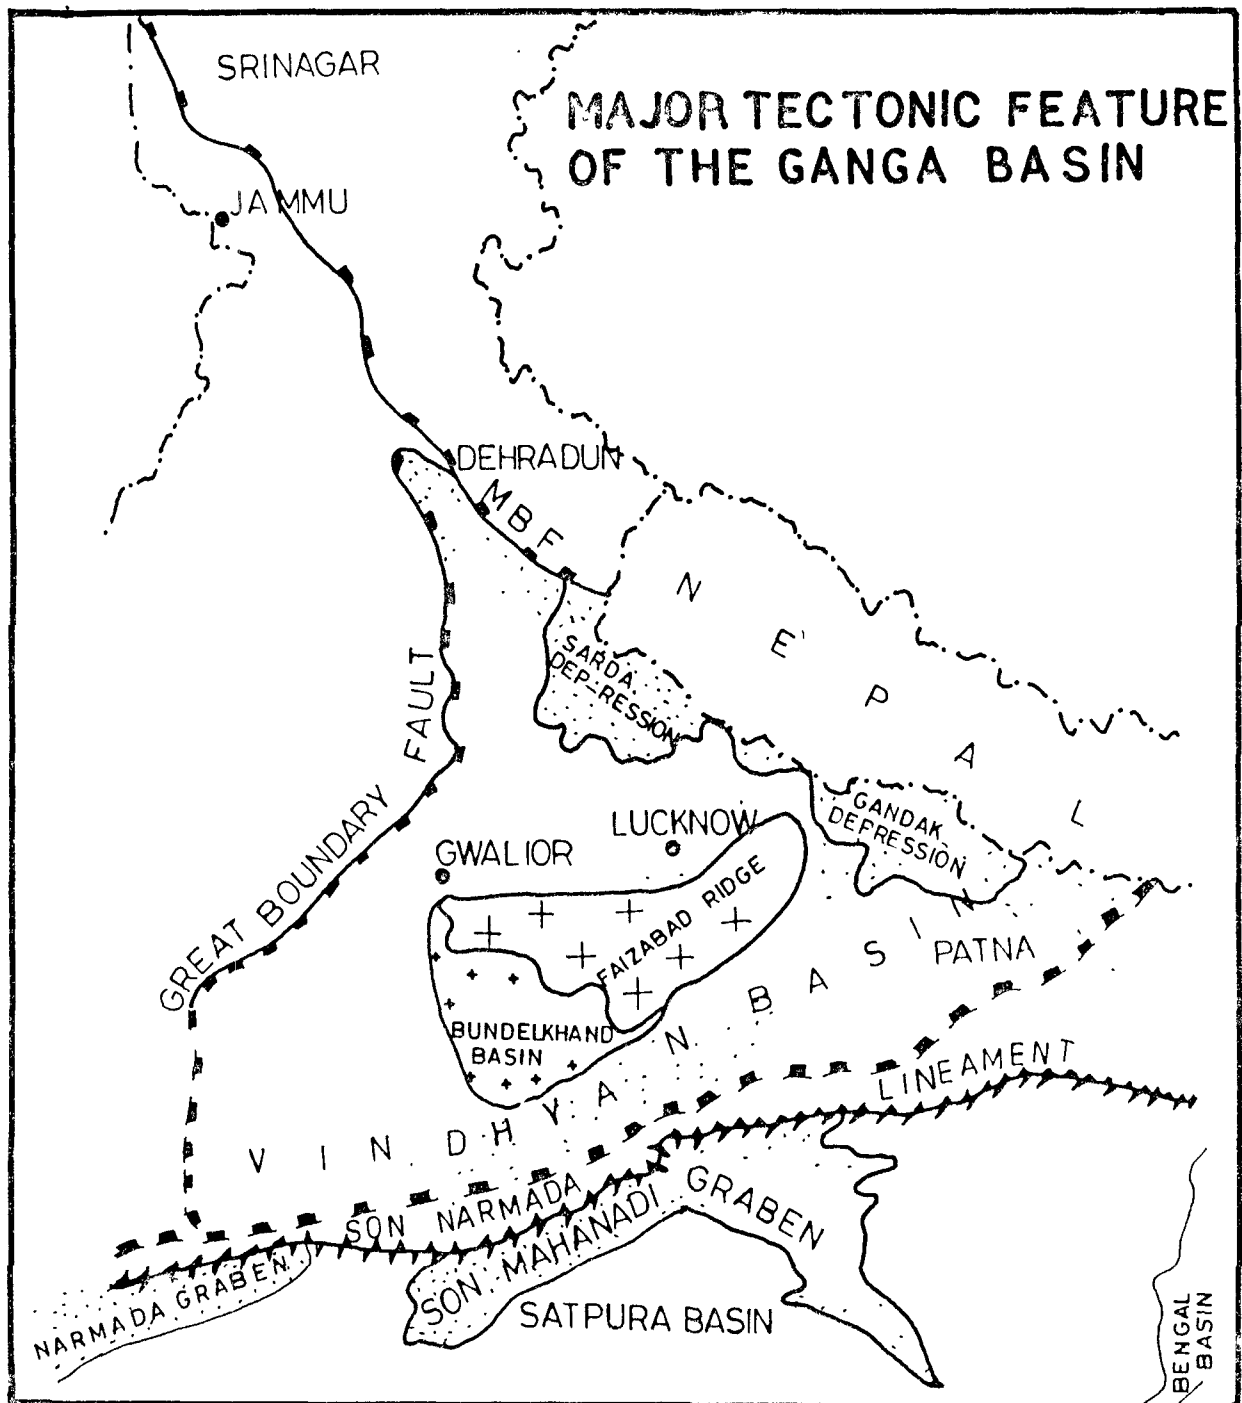 SRINAGAR
MAJOR TECTONIC FEATURE
OF THE GANGA BASIN
JAMMU
DEHRADUN
MBF
NEPAL
SARDA
DEP-RESSION
GREAT BOUNDARY FAULT
GANDAK
DEPRESSION
LUCKNOW
GWALIOR
FAIZABAD RIDGE
PATNA
BUNDELKHAND
BASIN
VINDHYAN BASIN
SON NARMADA LINEAMENT
SON MAHANADI GRABEN
NARMADA GRABEN
SATPURA BASIN
BENGAL
BASIN